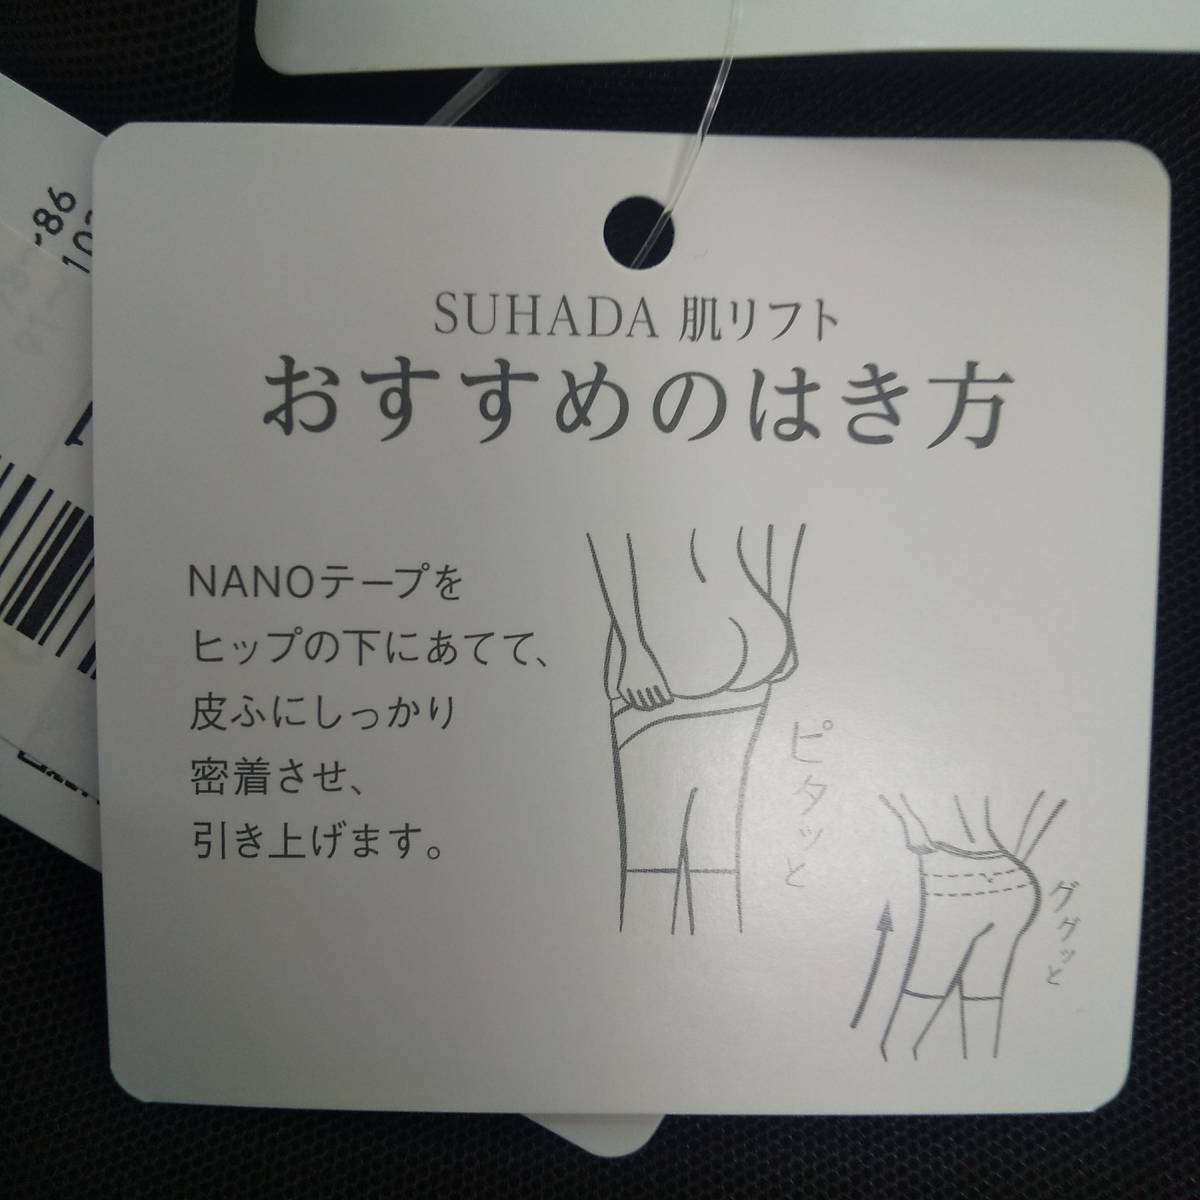 -86
SUHADA 肌リフト
おすすめのはき方
NANOテープを
ヒップの下にあてて、
皮ふにしっかり
密着させ、
引き上げます。
ピタッと
ググッと